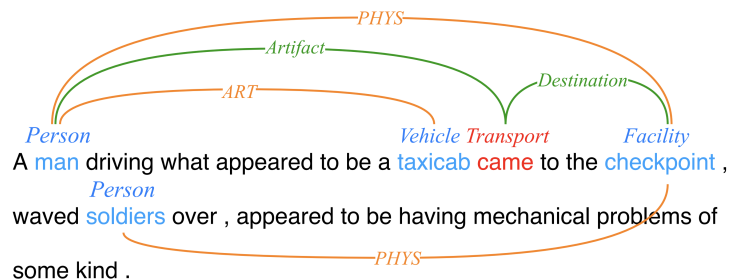 PHYS
Artifact
Destination
ART
Person Vehicle Transport Facility
A man driving what appeared to be a taxicab came to the checkpoint ,
Person
waved soldiers over , appeared to be having mechanical problems of
PHYS
some kind .